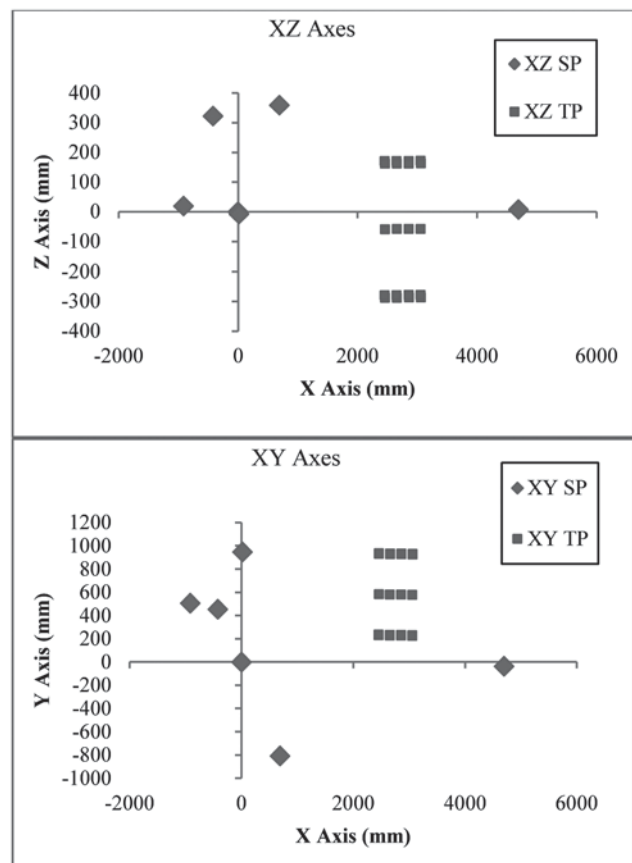 XZ Axes
XZ SP
XZ TP
400
300
200
100
0
-100
-200
-300
-400
Z Axis (mm)
-2000 0 2000 4000 6000
X Axis (mm)
XY Axes
XY SP
XY TP
1200
1000
800
600
400
200
0
-200
-400
-600
-800
-1000
Y Axis (mm)
-2000 0 2000 4000 6000
X Axis (mm)